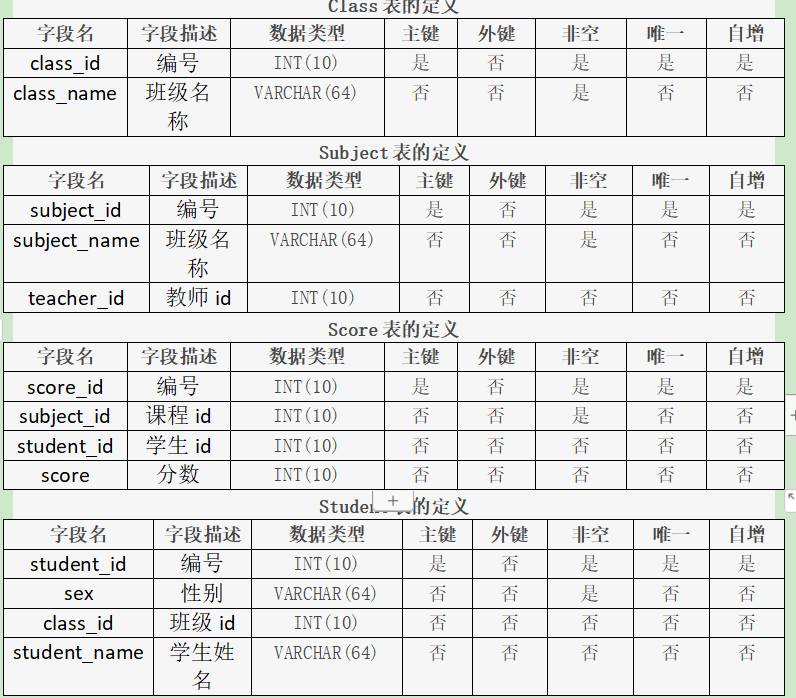 Class 表的定义
字段名 字段描述 数据类型 主键 外键 非空 唯一 自增
class_id 编号 INT(10) 是 否 是 是 是
class_name 班级名称 VARCHAR(64) 否 否 是 否 否
Subject 表的定义
字段名 字段描述 数据类型 主键 外键 非空 唯一 自增
subject_id 编号 INT(10) 是 否 是 是 是
subject_name 班级名称 VARCHAR(64) 否 否 是 否 否
teacher_id 教师 id INT(10) 否 否 否 否 否
Score 表的定义
字段名 字段描述 数据类型 主键 外键 非空 唯一 自增
score_id 编号 INT(10) 是 否 是 是 是
subject_id 课程 id INT(10) 否 否 是 否 否
student_id 学生 id INT(10) 否 否 否 否 否
score 分数 INT(10) 否 否 否 否 否
Student 表的定义
字段名 字段描述 数据类型 主键 外键 非空 唯一 自增
student_id 编号 INT(10) 是 否 是 是 是
sex 性别 VARCHAR(64) 否 否 是 否 否
class_id 班级 id INT(10) 否 否 否 否 否
student_name 学生姓名 VARCHAR(64) 否 否 否 否 否